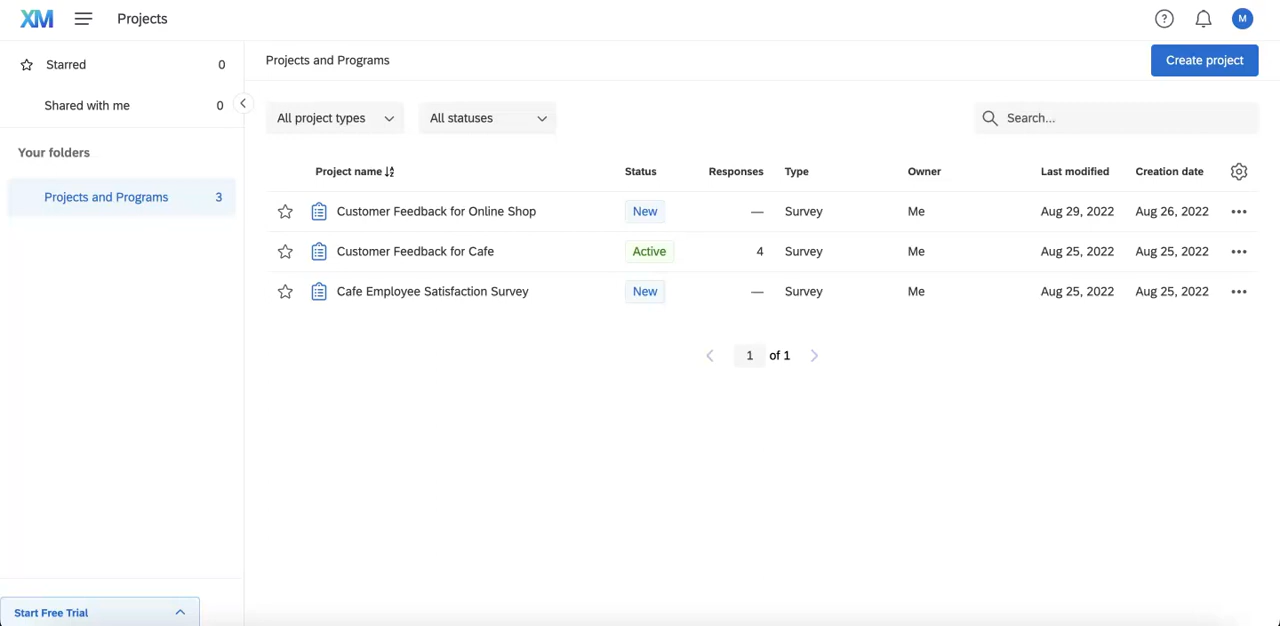 XM Projects M
Starred 0
Shared with me 0
Your folders
Projects and Programs 3
Start Free Trial
Projects and Programs Create project
All project types All statuses Search...
Project name Status Responses Type Owner Last modified Creation date
Customer Feedback for Online Shop New — Survey Me Aug 29, 2022 Aug 26, 2022
Customer Feedback for Cafe Active 4 Survey Me Aug 25, 2022 Aug 25, 2022
Cafe Employee Satisfaction Survey New — Survey Me Aug 25, 2022 Aug 25, 2022
1 of 1